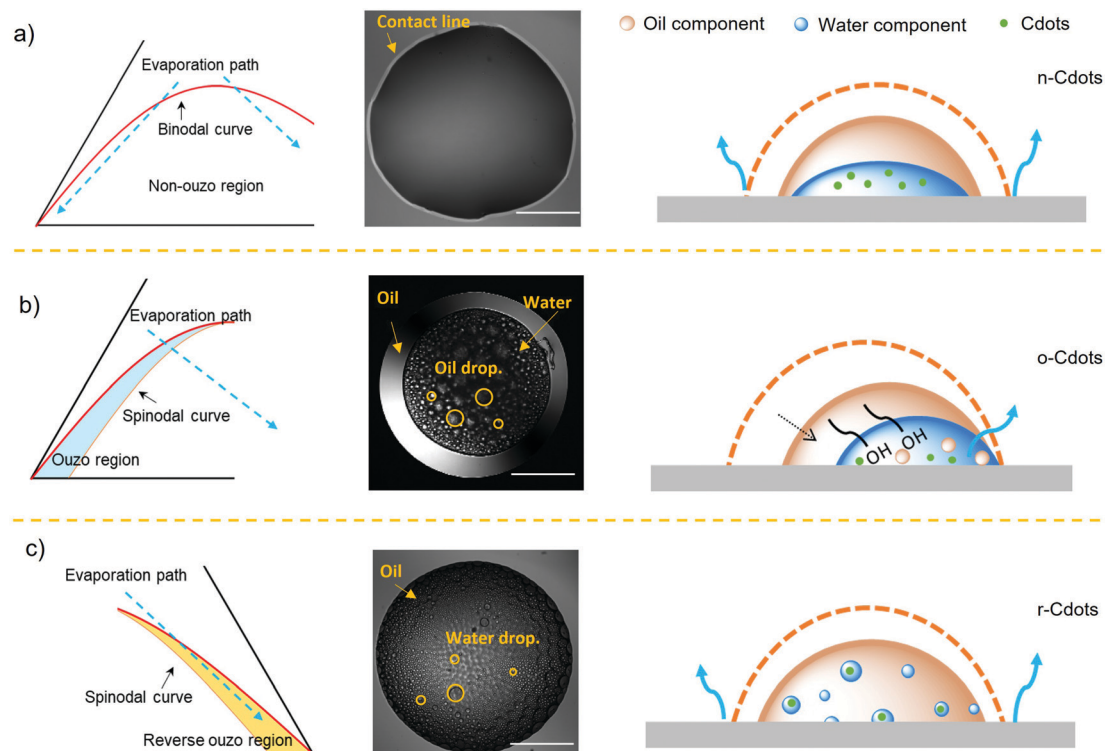 a)
Evaporation path
Binodal curve
Non-ouzo region
Contact line
Oil component
Water component
Cdots
n-Cdots
b)
Evaporation path
Spinodal curve
Ouzo region
Oil
Water
Oil drop.
o-Cdots
OH
OH
c)
Evaporation path
Spinodal curve
Reverse ouzo region
Oil
Water drop.
r-Cdots